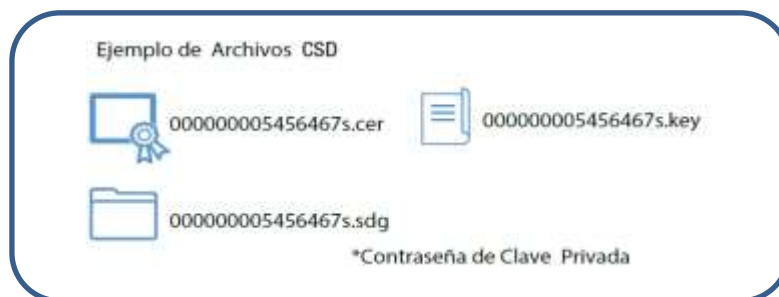 Ejemplo de Archivos CSD
000000005456467s.cer
000000005456467s.key
000000005456467s.sdg
*Contraseña de Clave Privada